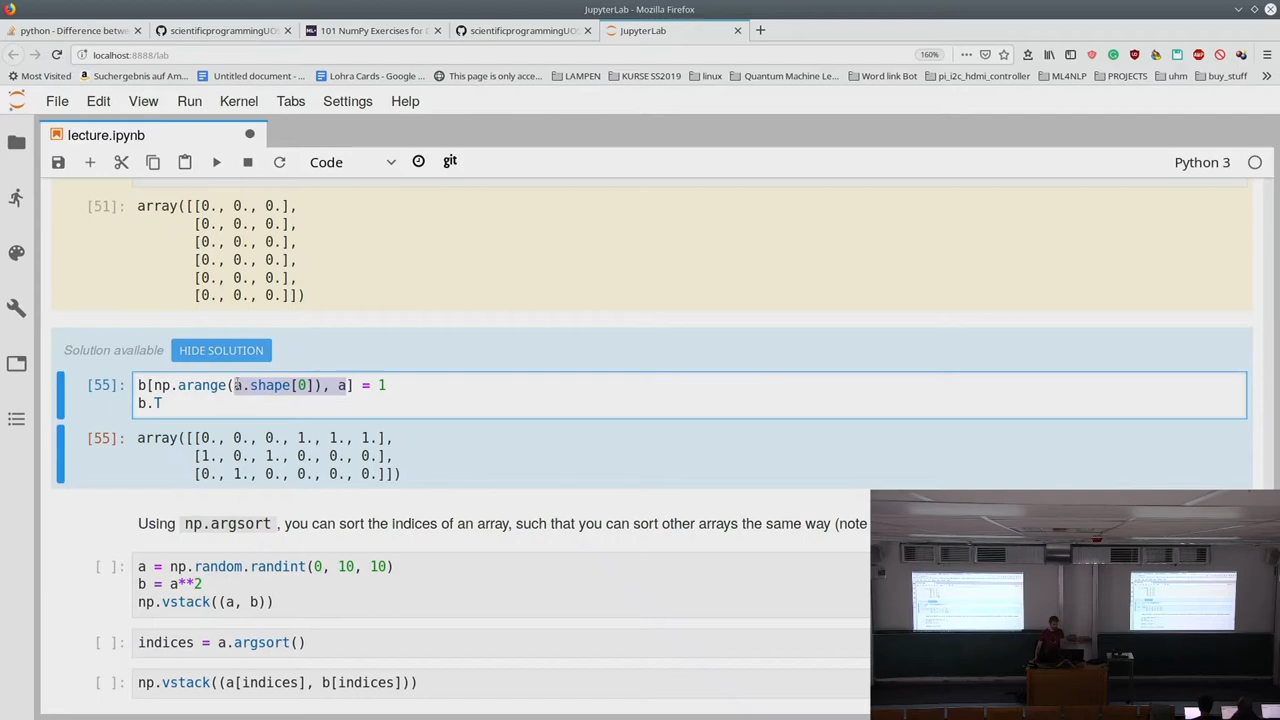 JupyterLab - Mozilla Firefox
python - Difference betwe
scientificprogrammingUOS
101 NumPy Exercises for D
scientificprogrammingUOS
JupyterLab
localhost:8888/lab
160%
Most Visited
Suchergebnis auf Am...
Untitled document - ...
Lohra Cards - Google ...
This page is only acce...
LAMPEN
KURSE SS2019
linux
Quantum Machine Le...
Word link Bot
pi_i2c_hdmi_controller
ML4NLP
PROJECTS
uhm
buy_stuff
File Edit View Run Kernel Tabs Settings Help
lecture.ipynb
Code
git
Python 3
[51]: array([[0., 0., 0.],
[0., 0., 0.],
[0., 0., 0.],
[0., 0., 0.],
[0., 0., 0.],
[0., 0., 0.]])
Solution available HIDE SOLUTION
[55]: b[np.arange(a.shape[0]), a] = 1
b.T
[55]: array([[0., 0., 0., 1., 1., 1.],
[1., 0., 1., 0., 0., 0.],
[0., 1., 0., 0., 0., 0.]])
Using np.argsort, you can sort the indices of an array, such that you can sort other arrays the same way (note
[ ]: a = np.random.randint(0, 10, 10)
b = a**2
np.vstack((a, b))
[ ]: indices = a.argsort()
[ ]: np.vstack((a[indices], b[indices]))